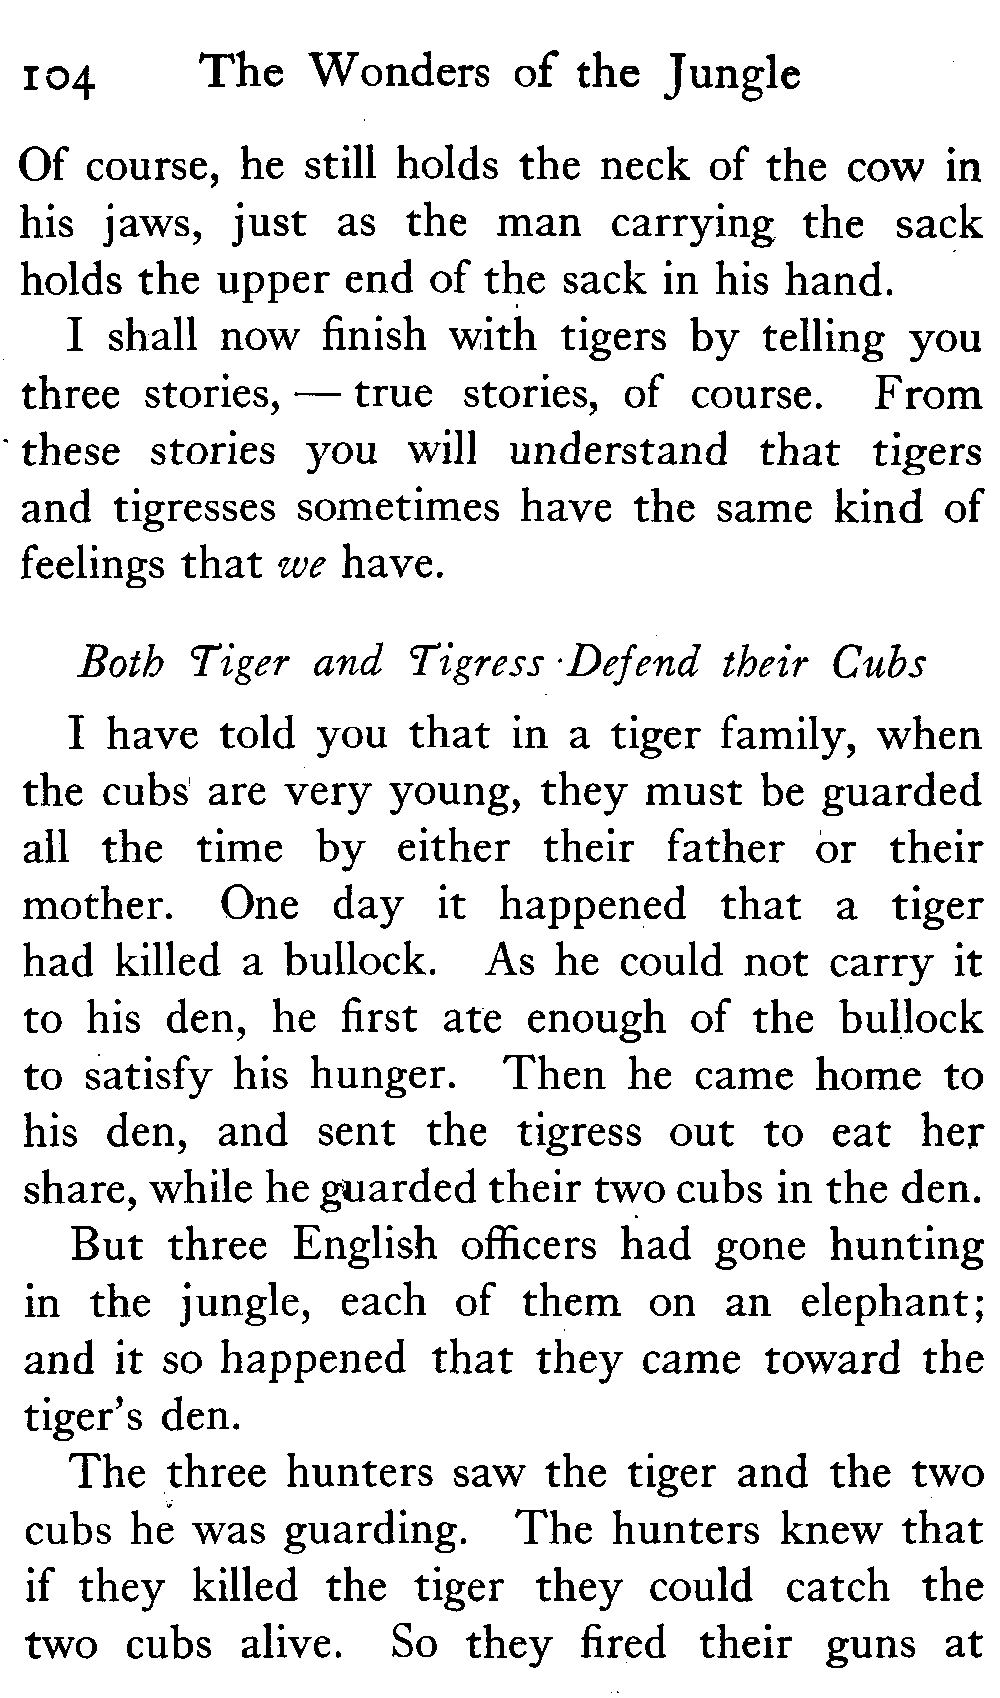 104 The Wonders of the Jungle
Of course, he still holds the neck of the cow in
his jaws, just as the man carrying the sack
holds the upper end of the sack in his hand.
I shall now finish with tigers by telling you
three stories, — true stories, of course. From
these stories you will understand that tigers
and tigresses sometimes have the same kind of
feelings that we have.
Both Tiger and Tigress Defend their Cubs
I have told you that in a tiger family, when
the cubs are very young, they must be guarded
all the time by either their father or their
mother. One day it happened that a tiger
had killed a bullock. As he could not carry it
to his den, he first ate enough of the bullock
to satisfy his hunger. Then he came home to
his den, and sent the tigress out to eat her
share, while he guarded their two cubs in the den.
But three English officers had gone hunting
in the jungle, each of them on an elephant;
and it so happened that they came toward the
tiger's den.
The three hunters saw the tiger and the two
cubs he was guarding. The hunters knew that
if they killed the tiger they could catch the
two cubs alive. So they fired their guns at